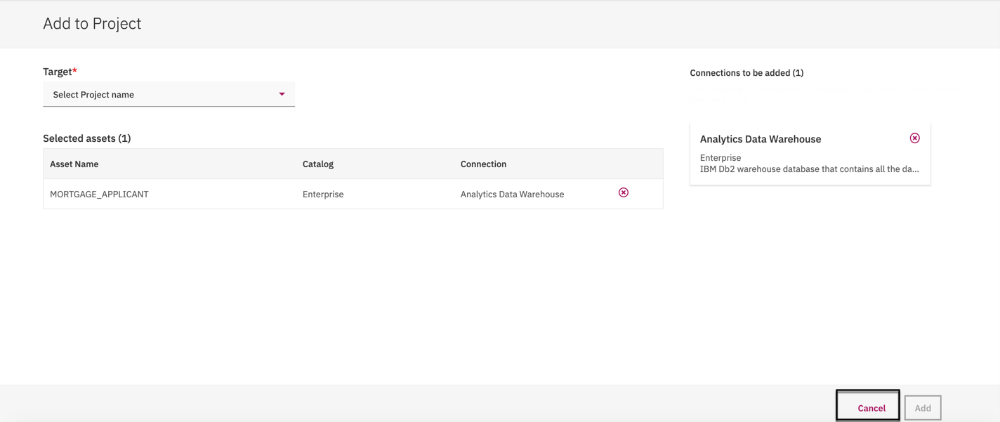 Add to Project
Target*
Select Project name
Selected assets (1)
Asset Name Catalog Connection
MORTGAGE_APPLICANT Enterprise Analytics Data Warehouse
Connections to be added (1)
Analytics Data Warehouse
Enterprise
IBM Db2 warehouse database that contains all the da...
Cancel Add